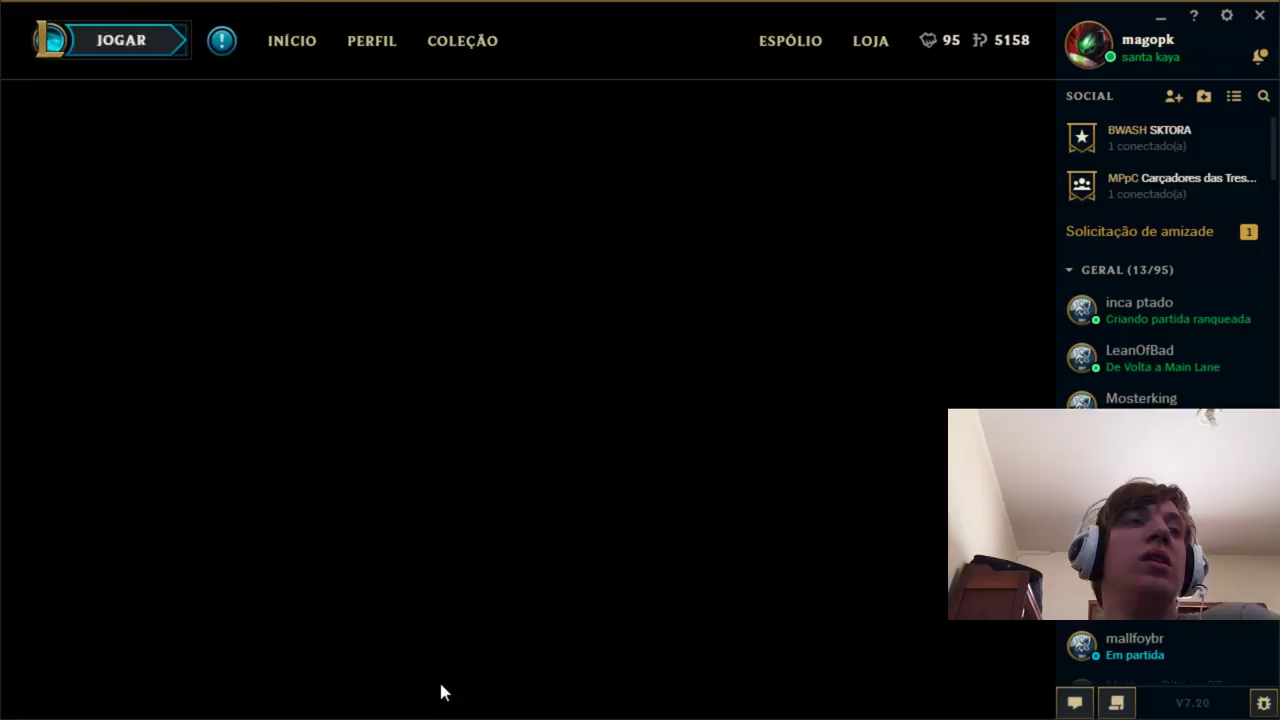 JOGAR
INÍCIO
PERFIL
COLEÇÃO
ESPÓLIO
LOJA
95
5158
magopk
santa kaya
SOCIAL
BWASH SKTORA
1 conectado(a)
MPpC Carçadores das Tres...
1 conectado(a)
Solicitação de amizade 1
GERAL (13/95)
inca ptado
Criando partida ranqueada
LeanOfBad
De Volta a Main Lane
Mosterking
mallfoybr
Em partida
V7.20